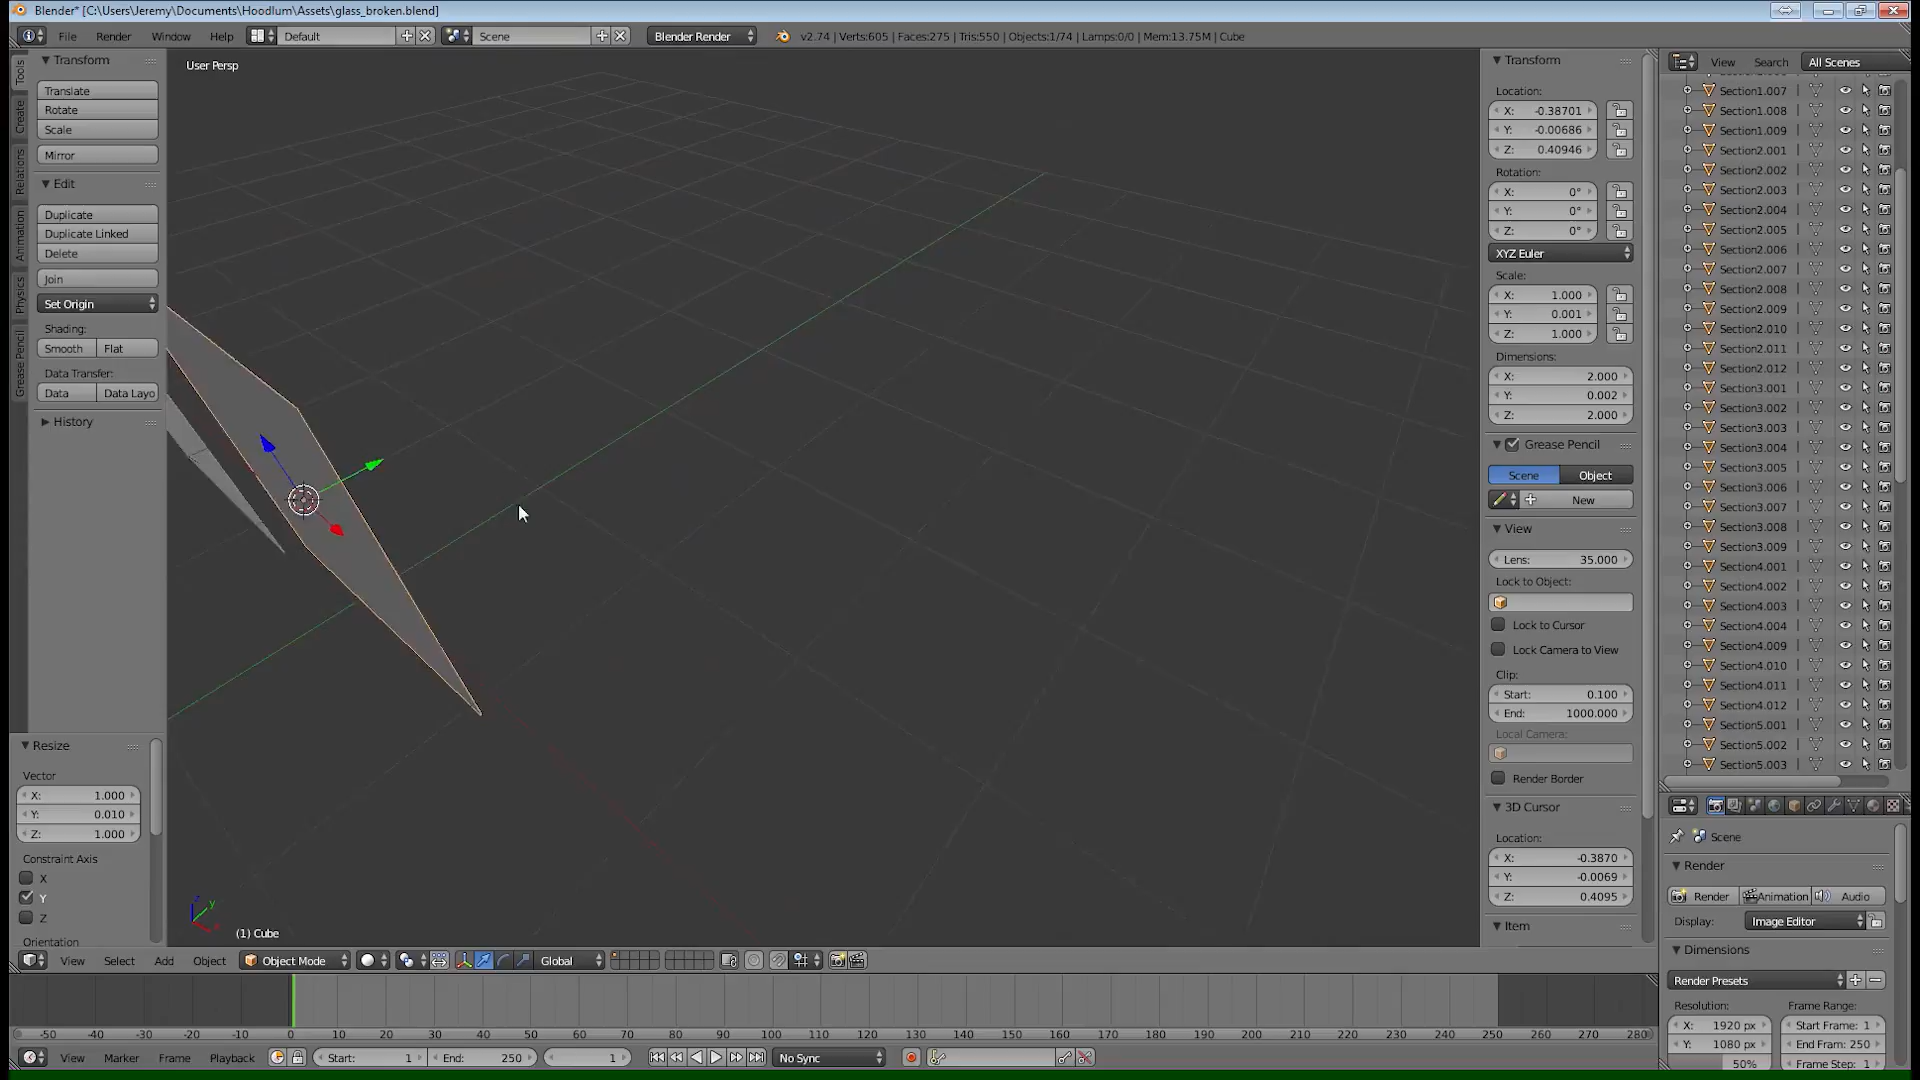 Blender* [C:\Users\Jeremy\Documents\Hoodlum\Assets\glass_broken.blend]
File Render Window Help Default Scene Blender Render v2.74 | Verts:605 | Faces:275 | Tris:550 | Objects:1/74 | Lamps:0/0 | Mem:13.75M | Cube
Tools
Create
Relations
Animation
Physics
Grease Pencil
Transform
Translate
Rotate
Scale
Mirror
Edit
Duplicate
Duplicate Linked
Delete
Join
Set Origin
Shading:
Smooth Flat
Data Transfer:
Data Data Layo
History
Resize
Vector
X: 1.000
Y: 0.010
Z: 1.000
Constraint Axis
X
Y
Z
Orientation
User Persp
z y x
(1) Cube
View Select Add Object Object Mode Global
Transform
Location:
X: -0.38701
Y: -0.00686
Z: 0.40946
Rotation:
X: 0°
Y: 0°
Z: 0°
XYZ Euler
Scale:
X: 1.000
Y: 0.001
Z: 1.000
Dimensions:
X: 2.000
Y: 0.002
Z: 2.000
Grease Pencil
Scene Object
New
View
Lens: 35.000
Lock to Object:
Lock to Cursor
Lock Camera to View
Clip:
Start: 0.100
End: 1000.000
Local Camera:
Render Border
3D Cursor
Location:
X: -0.3870
Y: -0.0069
Z: 0.4095
Item
View Search All Scenes
Section1.007
Section1.008
Section1.009
Section2.001
Section2.002
Section2.003
Section2.004
Section2.005
Section2.006
Section2.007
Section2.008
Section2.009
Section2.010
Section2.011
Section2.012
Section3.001
Section3.002
Section3.003
Section3.004
Section3.005
Section3.006
Section3.007
Section3.008
Section3.009
Section4.001
Section4.002
Section4.003
Section4.004
Section4.009
Section4.010
Section4.011
Section4.012
Section5.001
Section5.002
Section5.003
Scene
Render
Render Animation Audio
Display: Image Editor
Dimensions
Render Presets
Resolution: Frame Range:
X: 1920 px Start Frame: 1
Y: 1080 px End Fram: 250
50% Frame Step: 1
-50 -40 -30 -20 -10 0 10 20 30 40 50 60 70 80 90 100 110 120 130 140 150 160 170 180 190 200 210 220 230 240 250 260 270 280
View Marker Frame Playback Start: 1 End: 250 1 No Sync